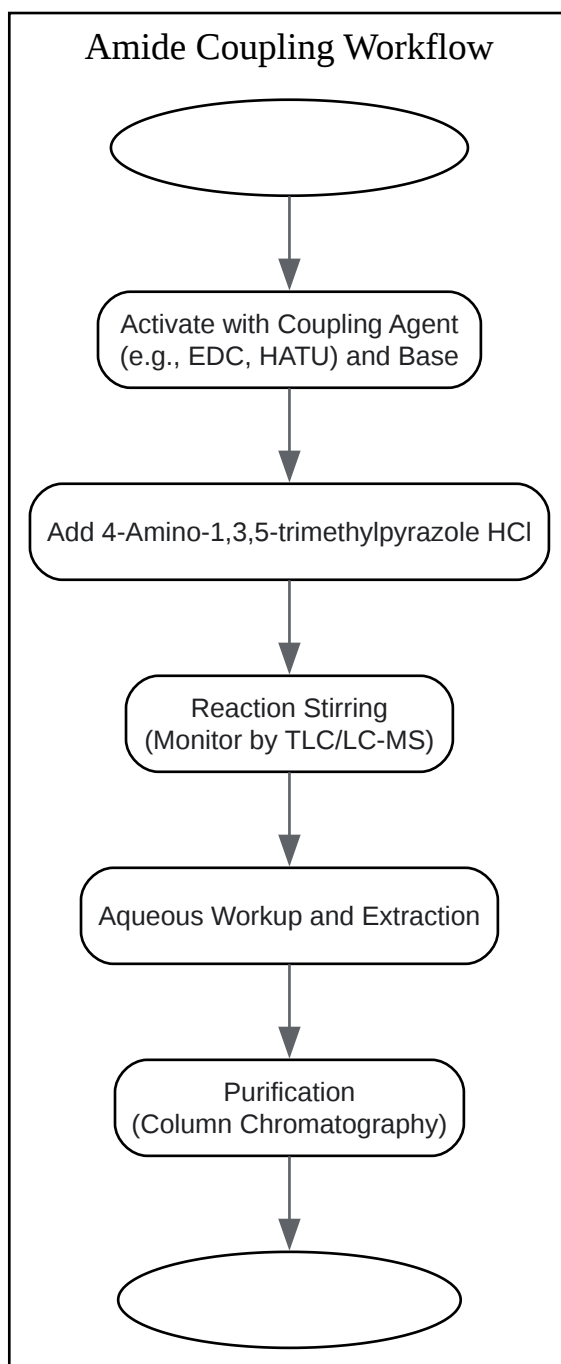 Amide Coupling Workflow
Activate with Coupling Agent
(e.g., EDC, HATU) and Base
Add 4-Amino-1,3,5-trimethylpyrazole HCl
Reaction Stirring
(Monitor by TLC/LC-MS)
Aqueous Workup and Extraction
Purification
(Column Chromatography)